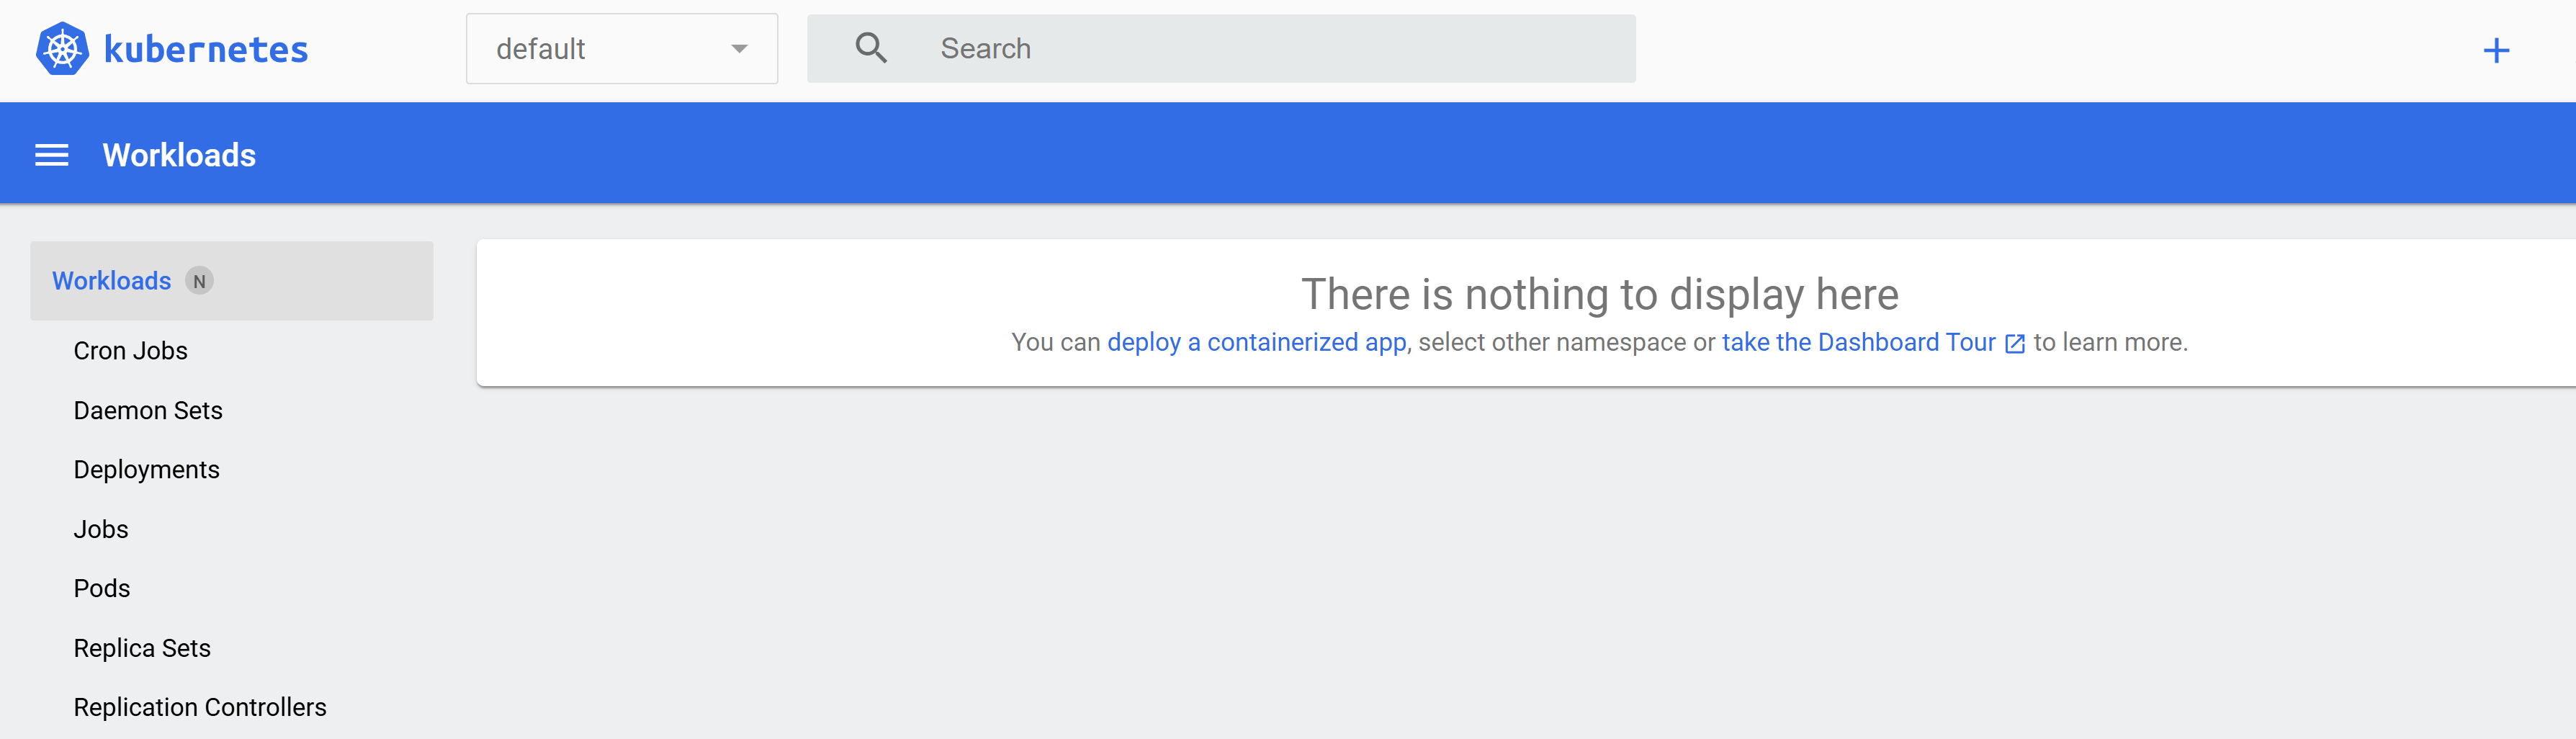 kubernetes
default
Search
Workloads
Workloads N
There is nothing to display here
You can deploy a containerized app, select other namespace or take the Dashboard Tour to learn more.
Cron Jobs
Daemon Sets
Deployments
Jobs
Pods
Replica Sets
Replication Controllers